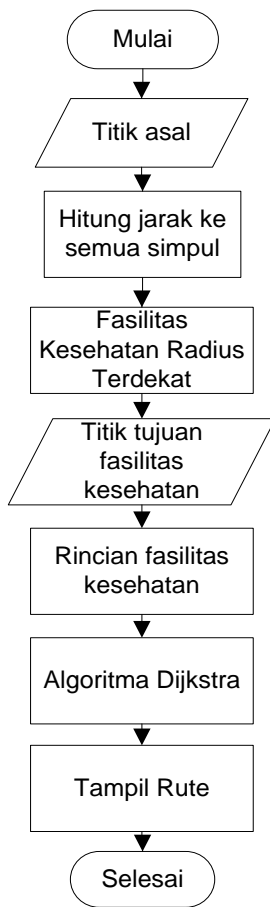 Mulai
Titik asal
Hitung jarak ke
semua simpul
Fasilitas
Kesehatan Radius
Terdekat
Titik tujuan
fasilitas
kesehatan
Rincian fasilitas
kesehatan
Algoritma Dijkstra
Tampil Rute
Selesai